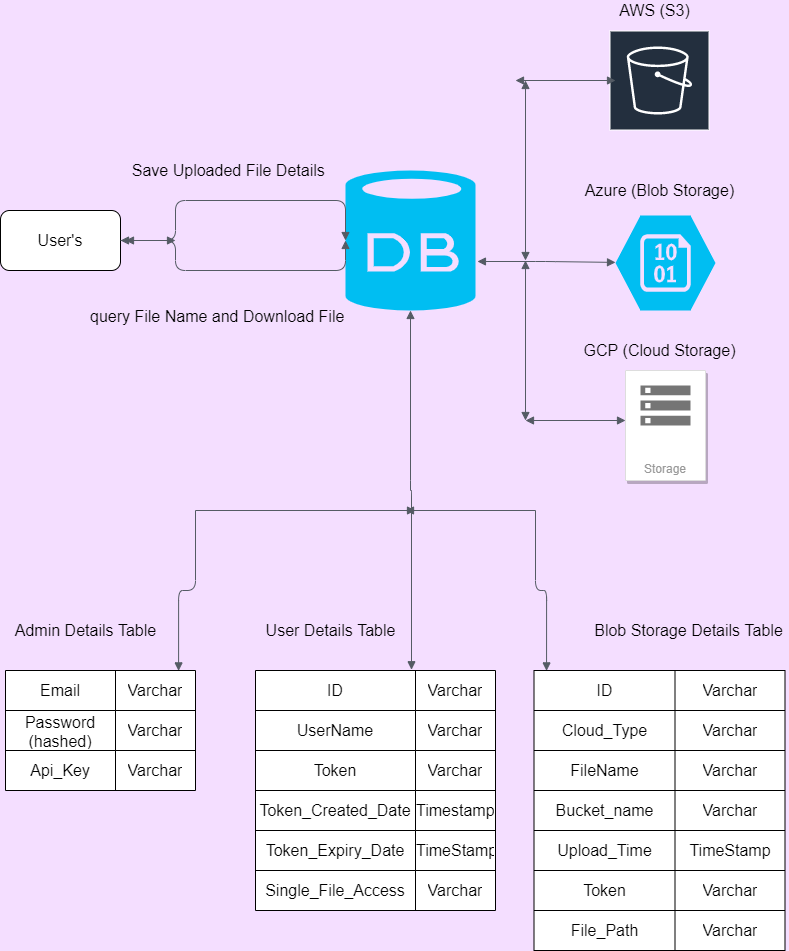 AWS (S3)
Save Uploaded File Details
Azure (Blob Storage)
User's
DB
10
01
query File Name and Download File
GCP (Cloud Storage)
Storage
Admin Details Table
User Details Table
Blob Storage Details Table
Email Varchar
Password
(hashed) Varchar
Api_Key Varchar
ID Varchar
UserName Varchar
Token Varchar
Token_Created_Date Timestamp
Token_Expiry_Date TimeStamp
Single_File_Access Varchar
ID Varchar
Cloud_Type Varchar
FileName Varchar
Bucket_name Varchar
Upload_Time TimeStamp
Token Varchar
File_Path Varchar